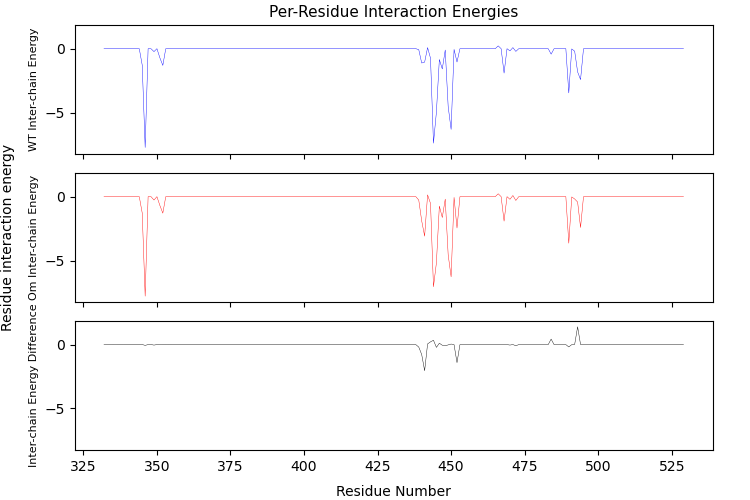 Per-Residue Interaction Energies
Residue interaction energy
WT Inter-chain Energy
0
−5
Om Inter-chain Energy
0
−5
Inter-chain Energy Difference
0
−5
325
350
375
400
425
450
475
500
525
Residue Number